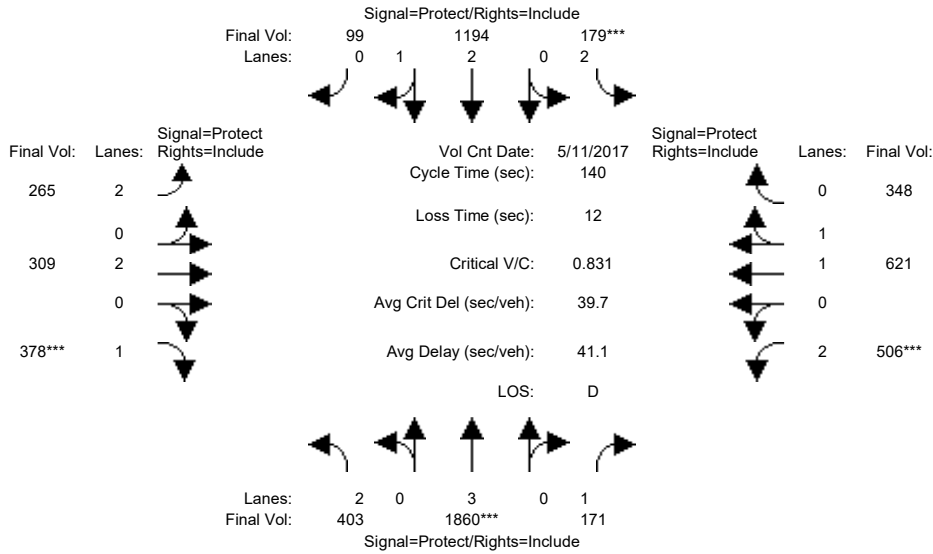 Signal=Protect/Rights=Include
Final Vol: 99 1194 179***
Lanes: 0 1 2 0 2
Signal=Protect Signal=Protect
Final Vol: Lanes: Rights=Include Vol Cnt Date: 5/11/2017 Rights=Include Lanes: Final Vol:
Cycle Time (sec): 140
265 2 0 348
Loss Time (sec): 12
0 1
309 2 Critical V/C: 0.831 1 621
0 Avg Crit Del (sec/veh): 39.7 0
378*** 1 Avg Delay (sec/veh): 41.1 2 506***
LOS: D
Lanes: 2 0 3 0 1
Final Vol: 403 1860*** 171
Signal=Protect/Rights=Include